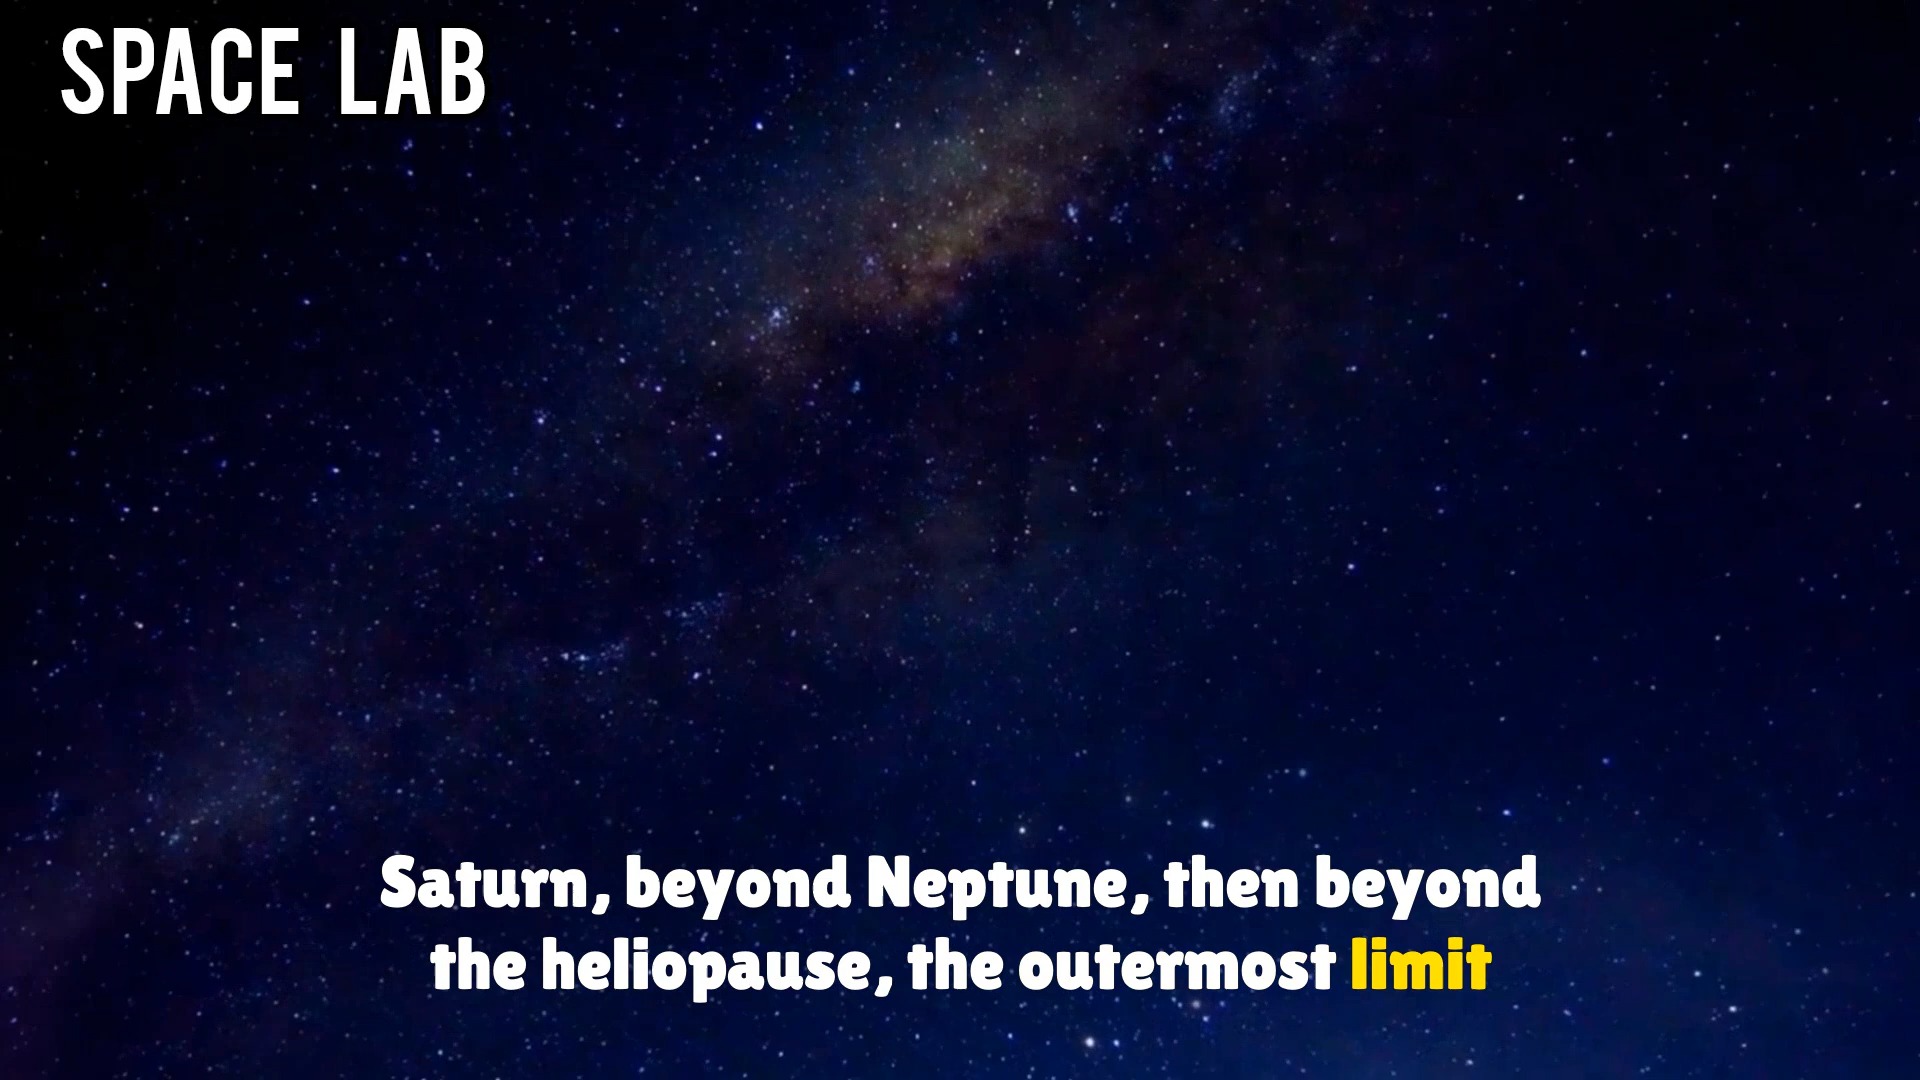 SPACE LAB
Saturn, beyond Neptune, then beyond
the heliopause, the outermost limit